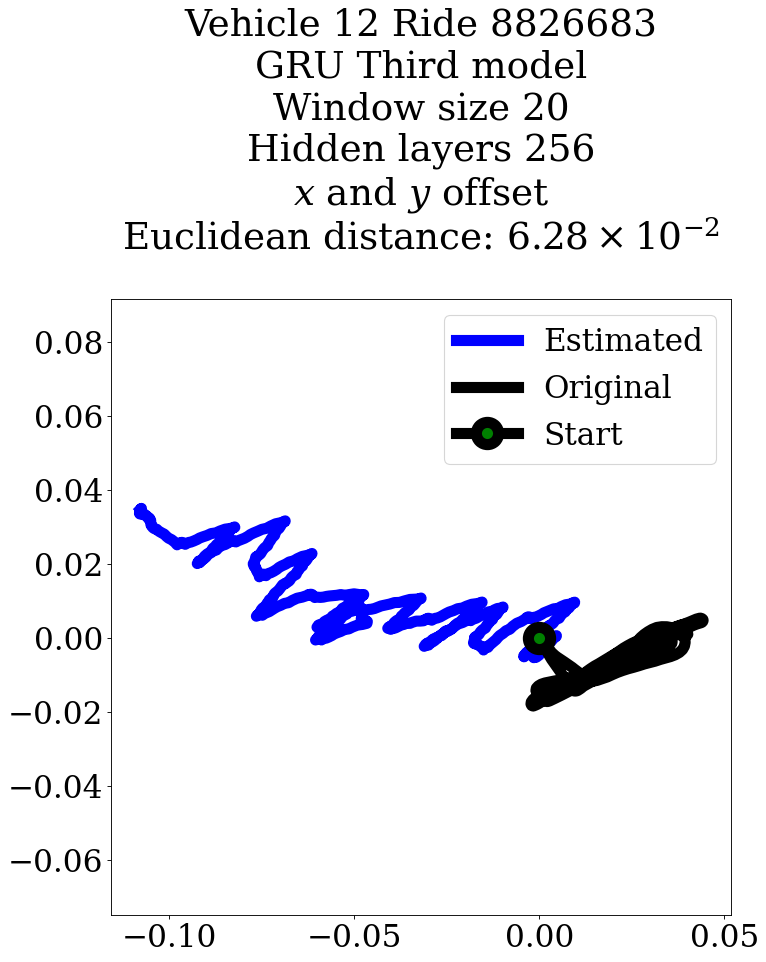 Vehicle 12 Ride 8826683
GRU Third model
Window size 20
Hidden layers 256
x and y offset
Euclidean distance: 6.28 × 10⁻²
Estimated
Original
Start
0.08
0.06
0.04
0.02
0.00
−0.02
−0.04
−0.06
−0.10 −0.05 0.00 0.05